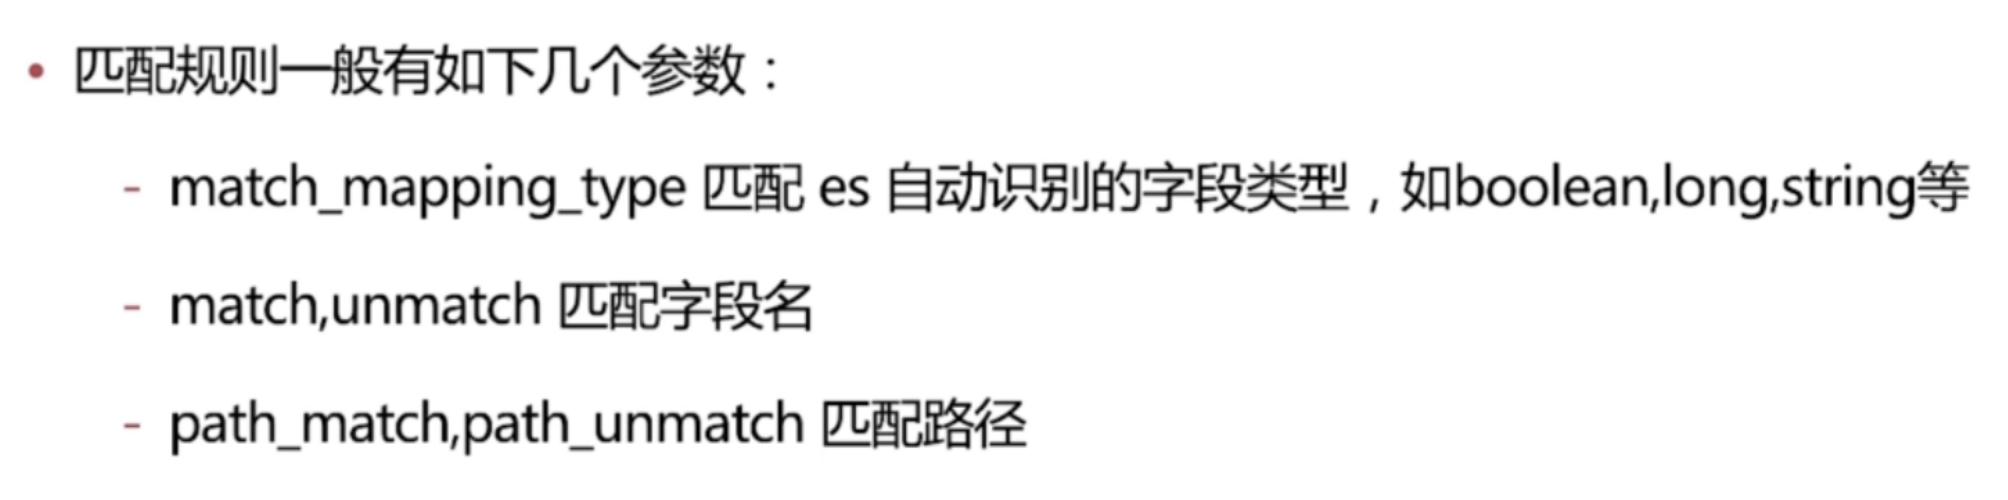 • 匹配规则一般有如下几个参数：
- match_mapping_type 匹配 es 自动识别的字段类型，如boolean,long,string等
- match,unmatch 匹配字段名
- path_match,path_unmatch 匹配路径